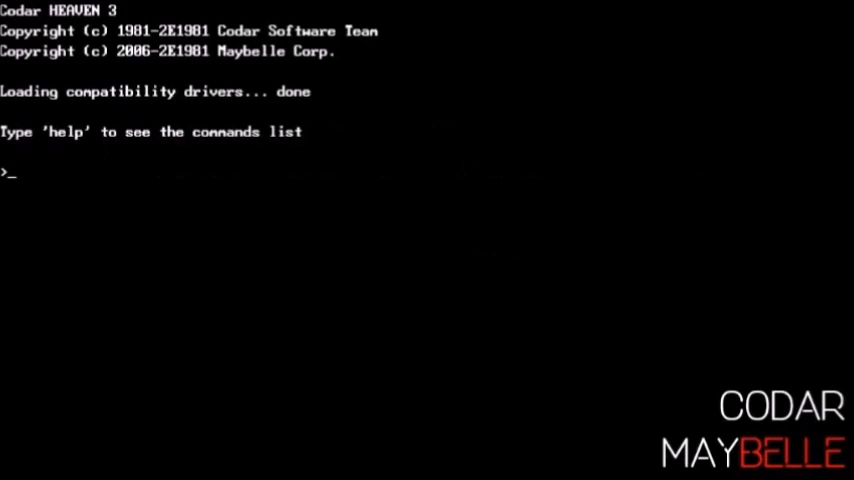 Codar HEAVEN 3
Copyright (c) 1981-2E1981 Codar Software Team
Copyright (c) 2006-2E1981 Maybelle Corp.
Loading compatibility drivers... done
Type 'help' to see the commands list
>_
CODAR
MAYBELLE